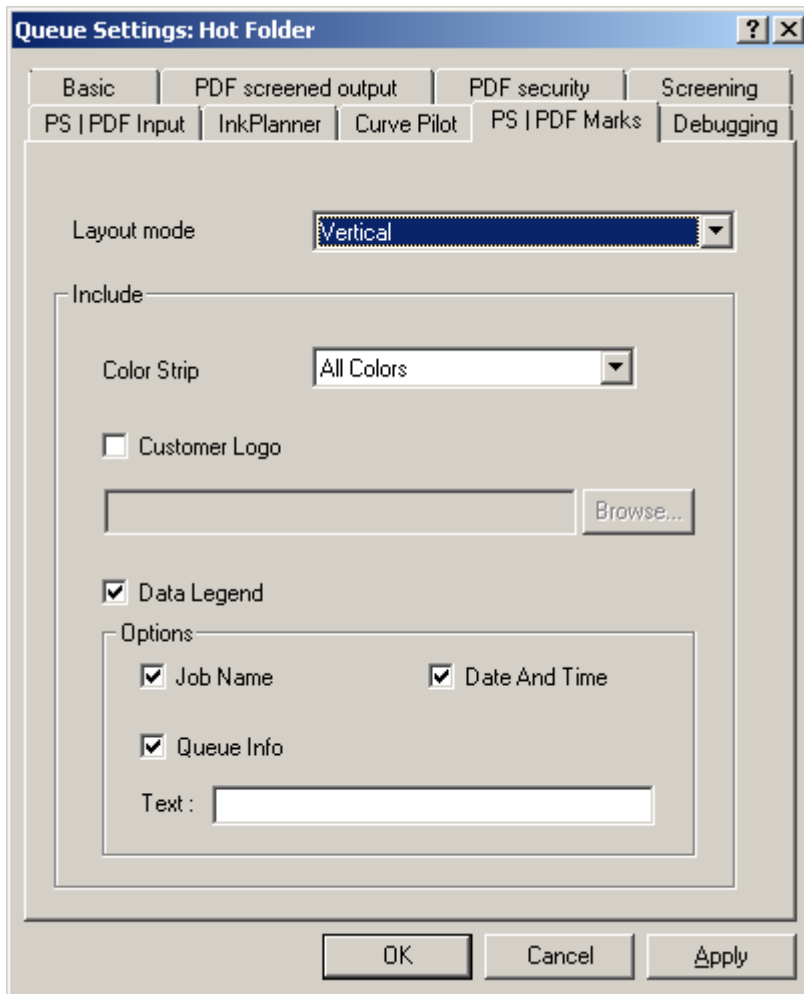 Queue Settings: Hot Folder
Basic PDF screened output PDF security Screening
PS | PDF Input InkPlanner Curve Pilot PS | PDF Marks Debugging
Layout mode Vertical
Include
Color Strip All Colors
Customer Logo
Browse...
Data Legend
Options
Job Name Date And Time
Queue Info
Text :
OK Cancel Apply